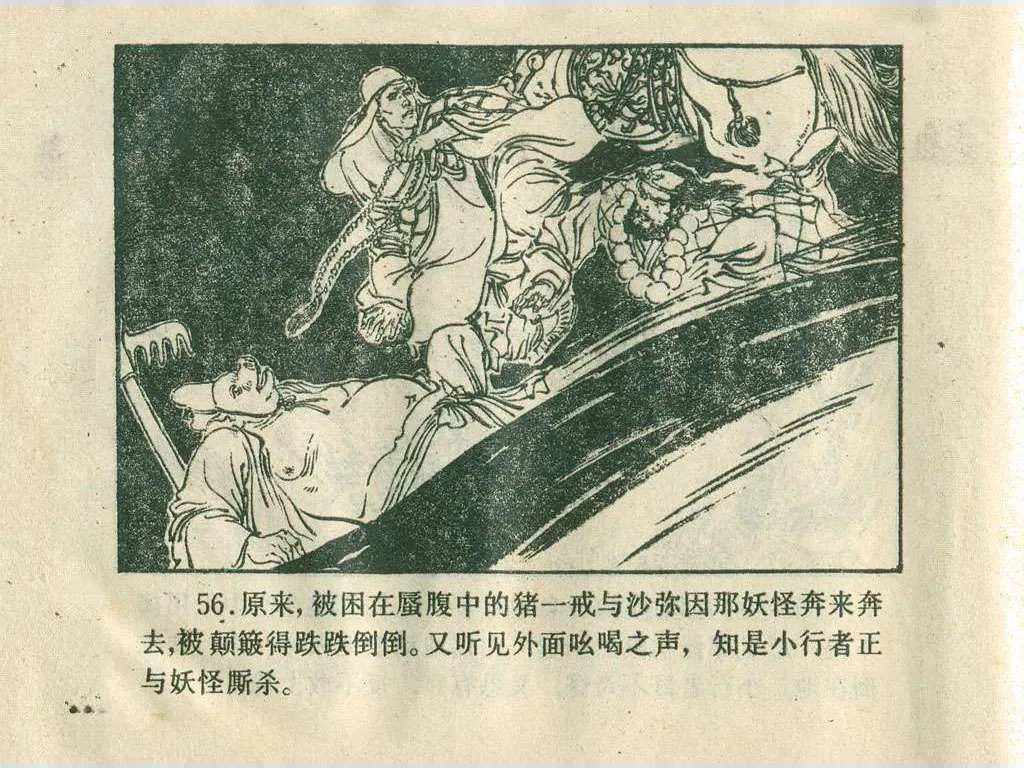 56.原来,被困在蜃腹中的猪一戒与沙弥因那妖怪奔来奔
去,被颠簸得跌跌倒倒。又听见外面吆喝之声,知是小行者正
与妖怪厮杀。